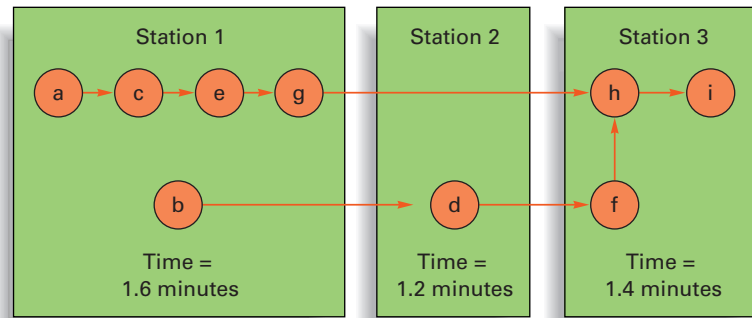 Station 1
a
c
e
g
b
Time =
1.6 minutes
Station 2
d
Time =
1.2 minutes
Station 3
h
i
f
Time =
1.4 minutes